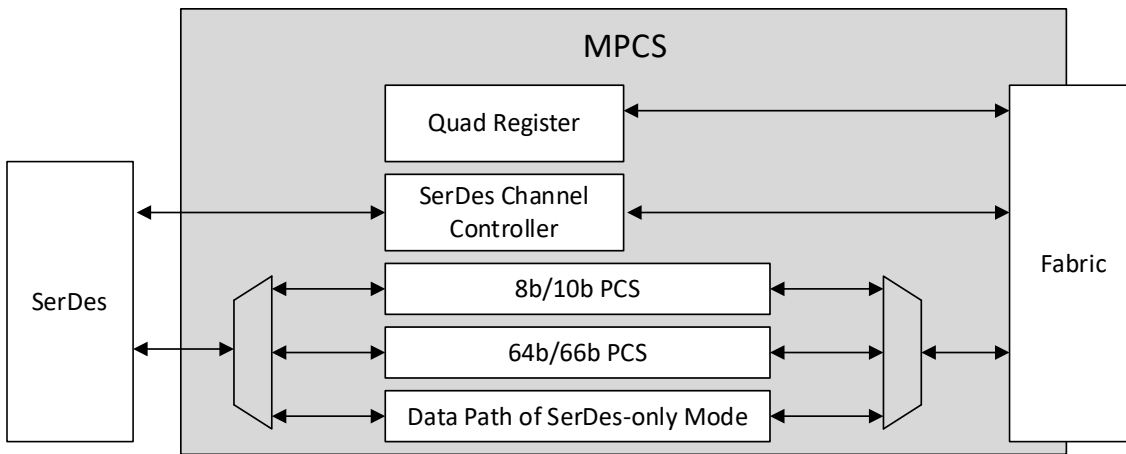 MPCS
Quad Register
SerDes Channel
Controller
SerDes
Fabric
8b/10b PCS
64b/66b PCS
Data Path of SerDes-only Mode